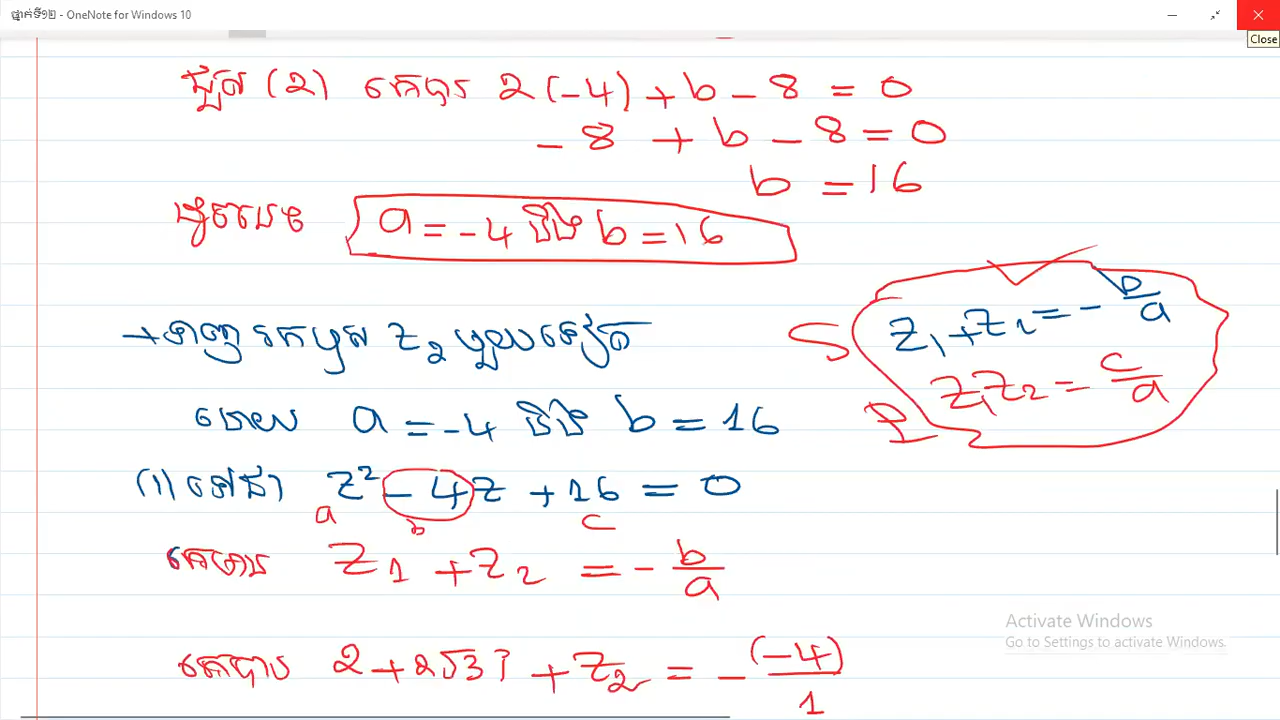 ផ្នាក់ទី១២ - OneNote for Windows 10
Close
ជំនួស (2) គេបាន 2(-4) + b - 8 = 0
- 8 + b - 8 = 0
b = 16
ដូចនេះ a = -4 និង b = 16
→ ទាញរកឫស Z₂ មួយទៀត
ដោយ a = -4 និង b = 16
(1) ទៅជា Z² - 4Z + 16 = 0
a b c
គេមាន Z₁ + Z₂ = - b/a
គេបាន 2 + 2√3 i + Z₂ = - (-4)/1
S Z₁ + Z₂ = - b/a
P Z₁Z₂ = c/a
Activate Windows
Go to Settings to activate Windows.